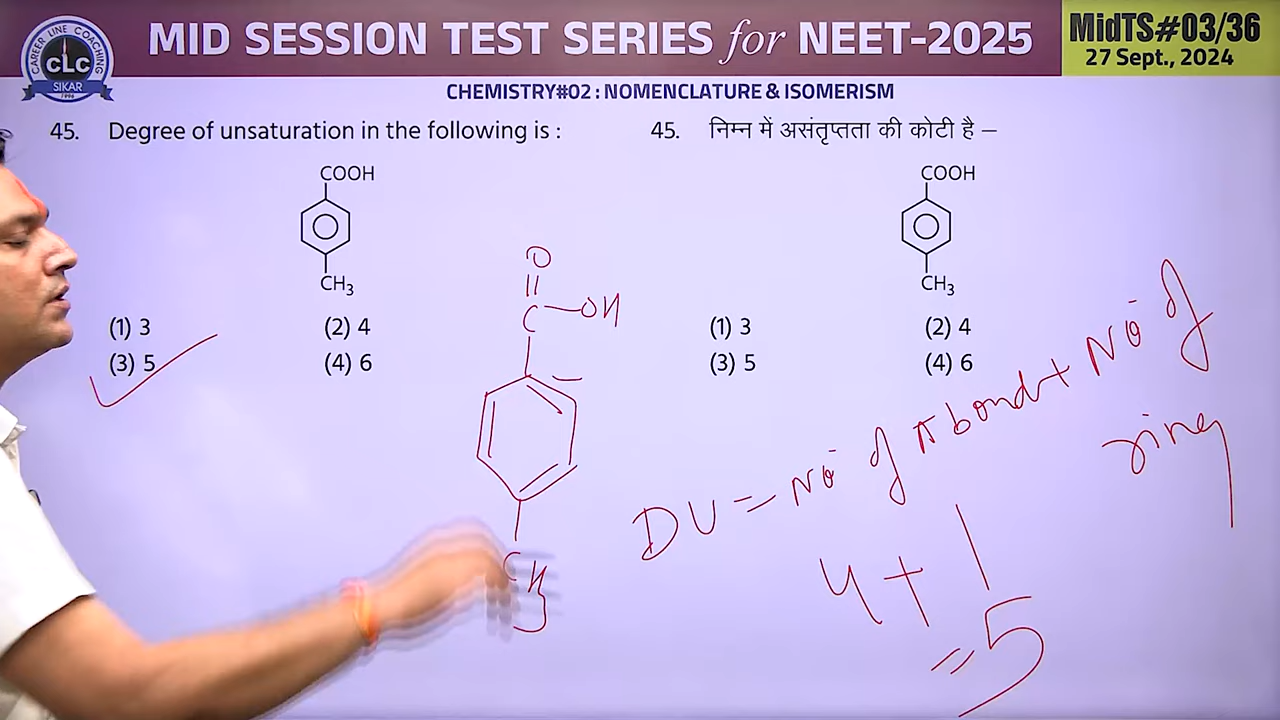 CAREER LINE COACHING
CLC
SIKAR
1996
MID SESSION TEST SERIES for NEET-2025
MidTS#03/36
27 Sept., 2024
CHEMISTRY#02 : NOMENCLATURE & ISOMERISM
45. Degree of unsaturation in the following is :
COOH
CH3
(1) 3 (2) 4
(3) 5 (4) 6
45. निम्न में असंतृप्तता की कोटी है –
COOH
CH3
(1) 3 (2) 4
(3) 5 (4) 6
O
C OH
CH3
DU = No of π bond + No of
ring
4 + 1
= 5